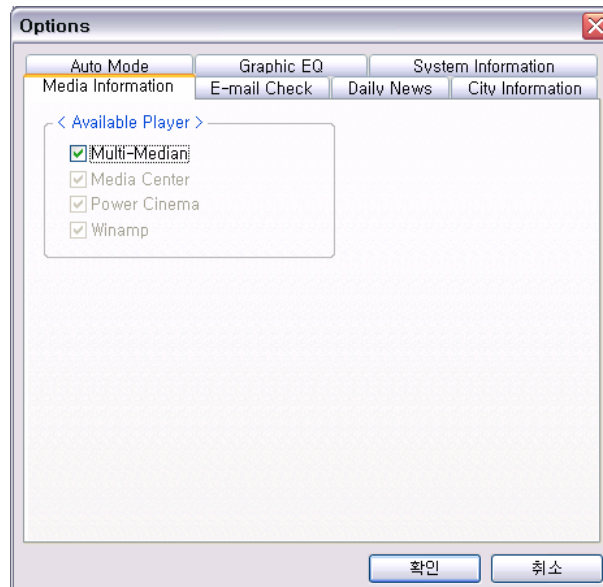 Options
Auto Mode Graphic EQ System Information
Media Information E-mail Check Daily News City Information
< Available Player >
Multi-Median
Media Center
Power Cinema
Winamp
확인 취소